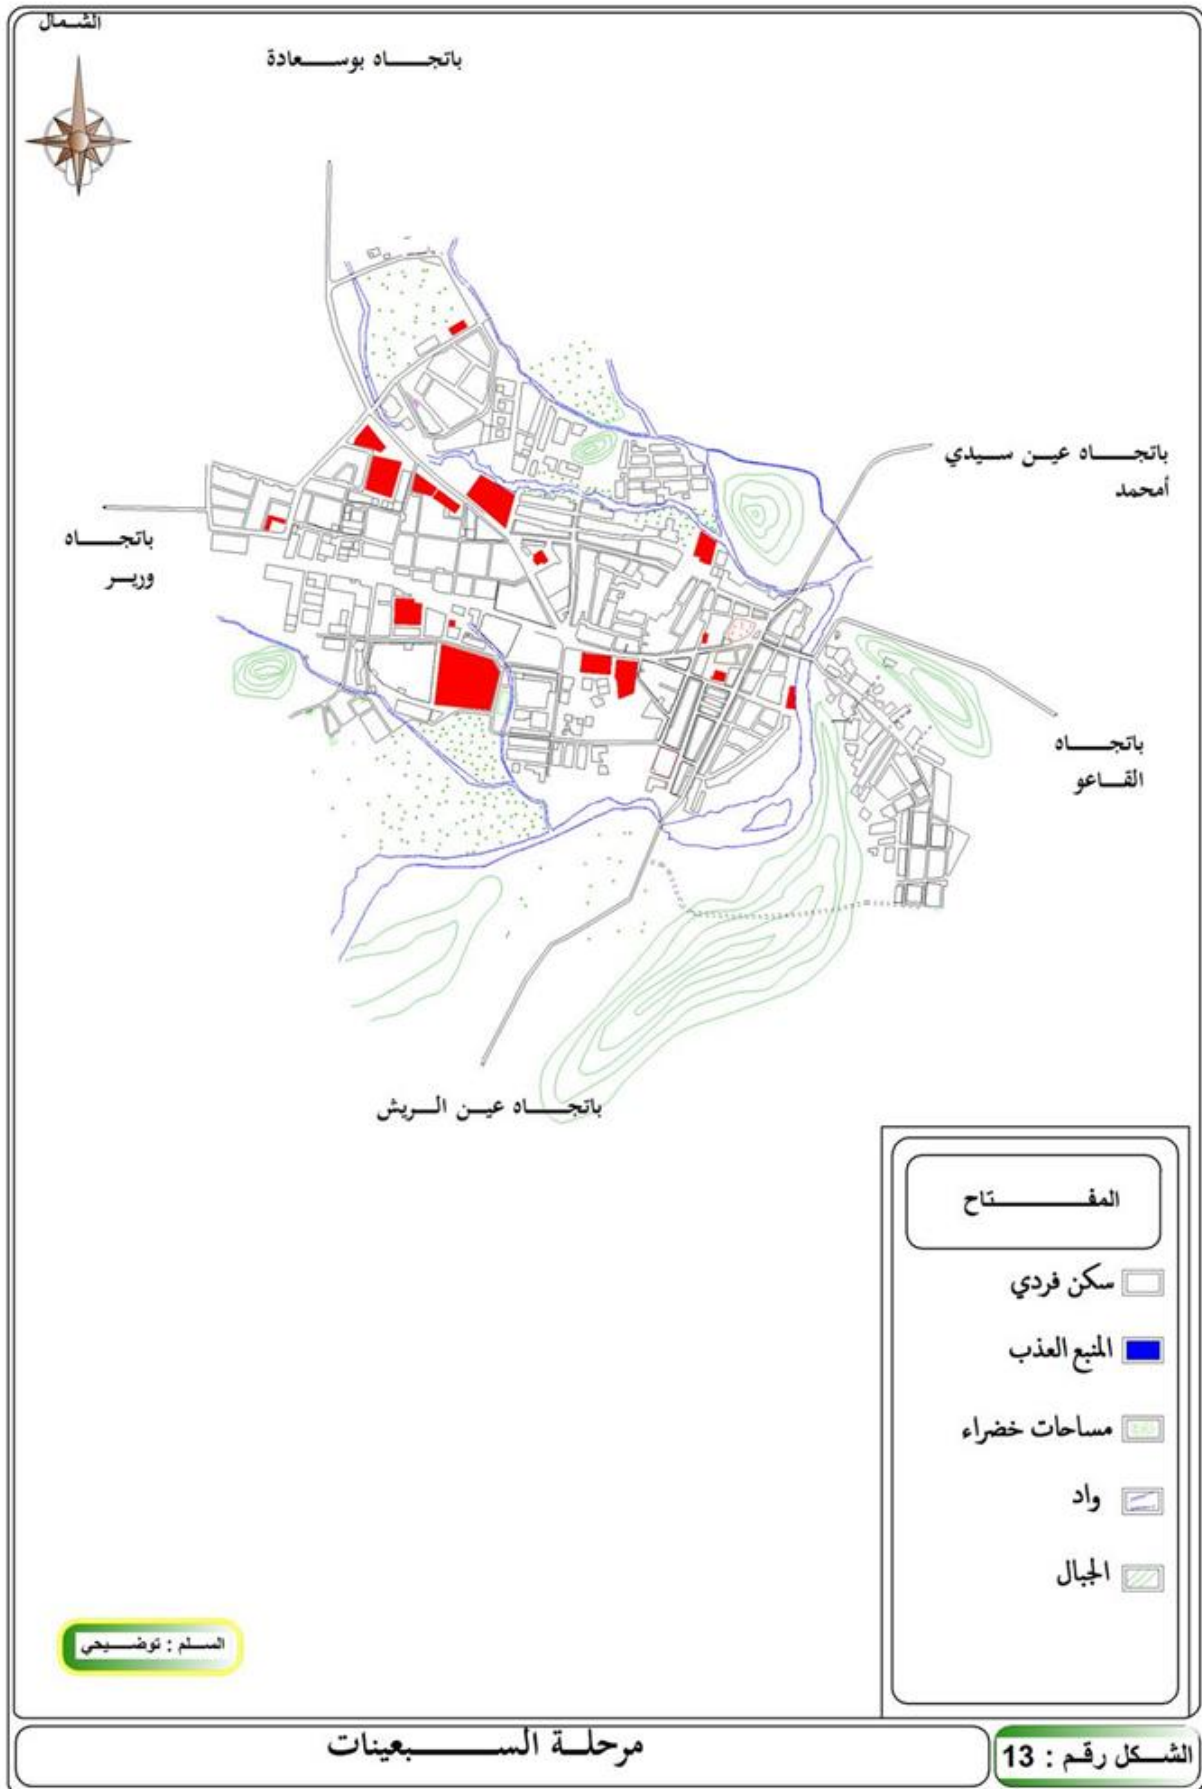 الشمال
باتجاه بوسعادة
باتجاه عين سيدي
أمحمد
باتجاه
ورير
باتجاه
القاعو
باتجاه عين الريش
المفتاح
سكن فردي
المنبع العذب
مساحات خضراء
واد
الجبال
السلم : توضيحي
مرحلة السبعينات
الشكل رقم : 13